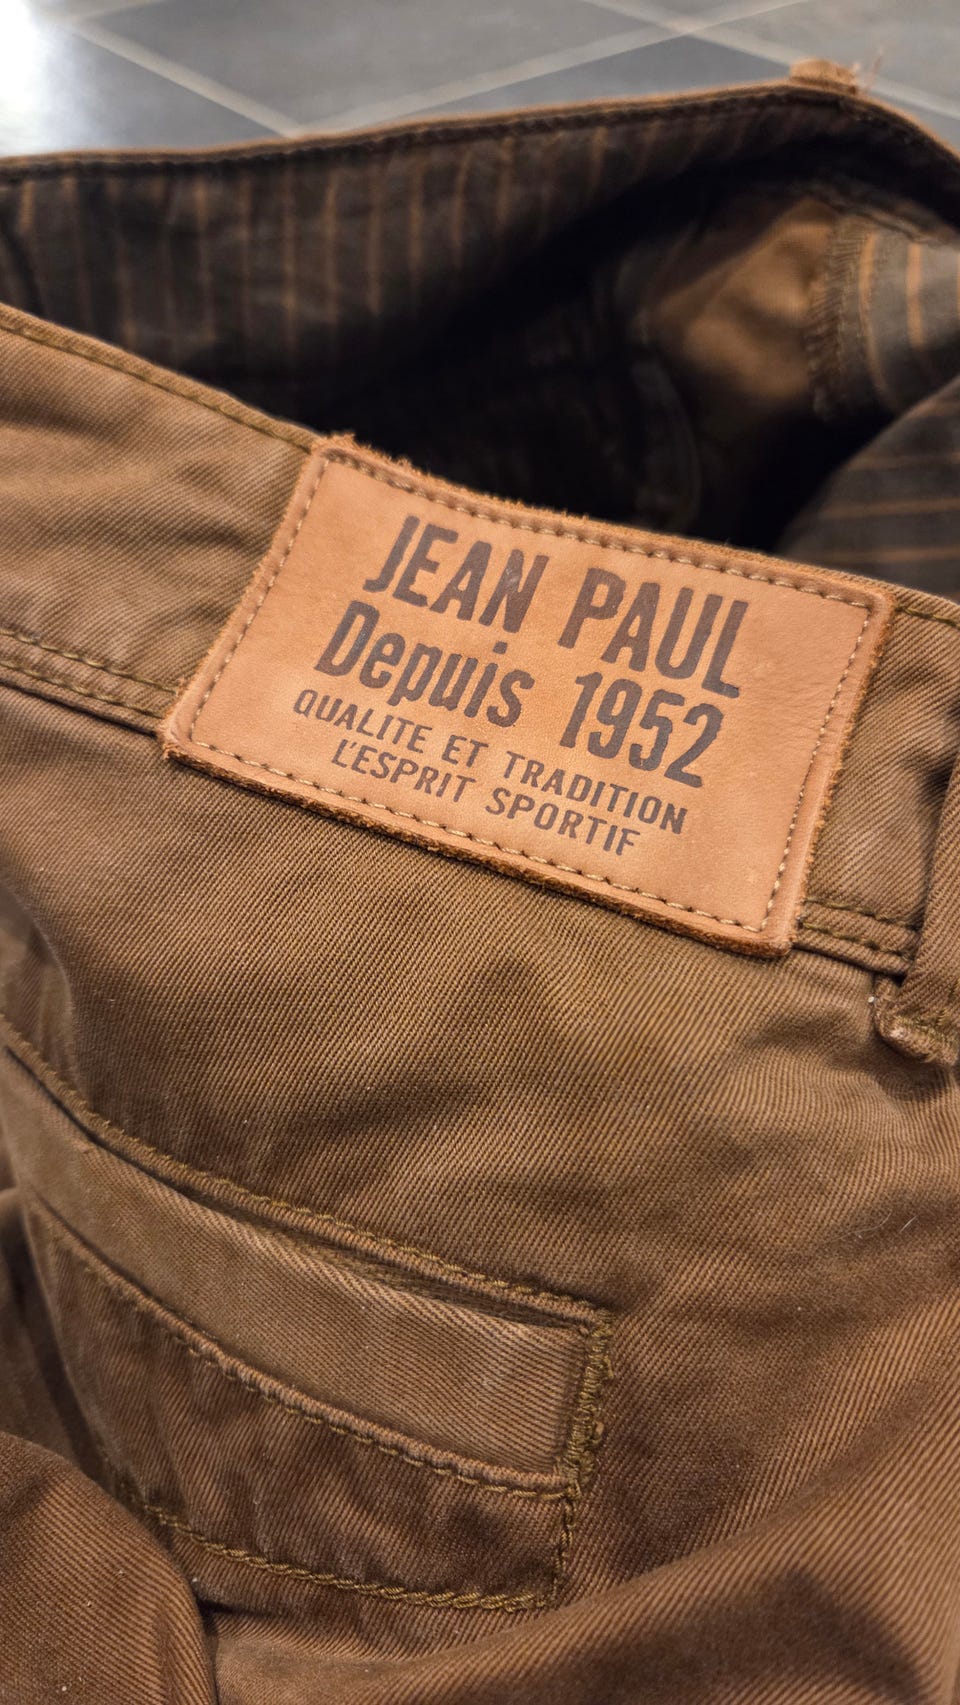 JEAN PAUL
Depuis 1952
QUALITE ET TRADITION
L'ESPRIT SPORTIF